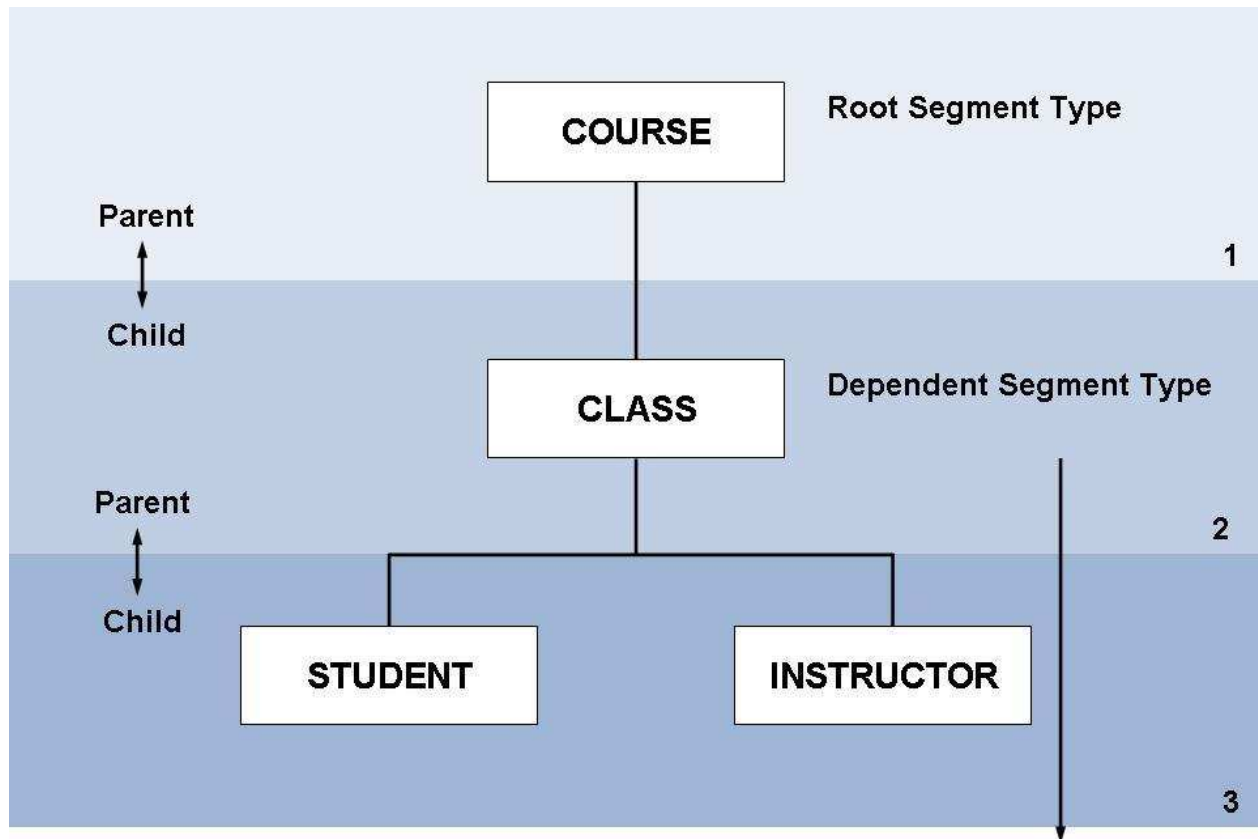 COURSE
Root Segment Type
Parent
1
Child
CLASS
Dependent Segment Type
Parent
2
Child
STUDENT
INSTRUCTOR
3